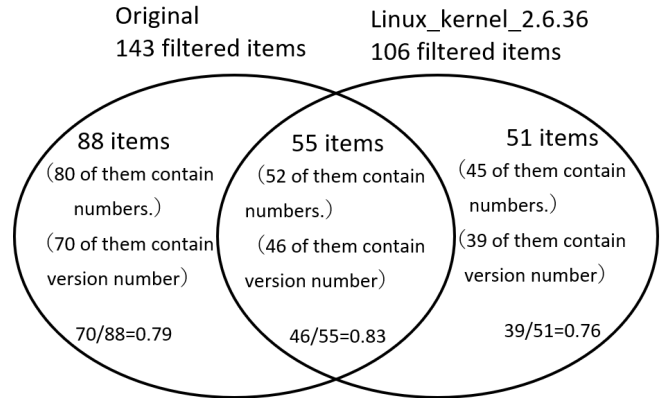 Original
143 filtered items
Linux_kernel_2.6.36
106 filtered items
88 items
(80 of them contain
numbers.)
(70 of them contain
version number)
70/88=0.79
55 items
(52 of them contain
numbers.)
(46 of them contain
version number)
46/55=0.83
51 items
(45 of them contain
numbers.)
(39 of them contain
version number)
39/51=0.76